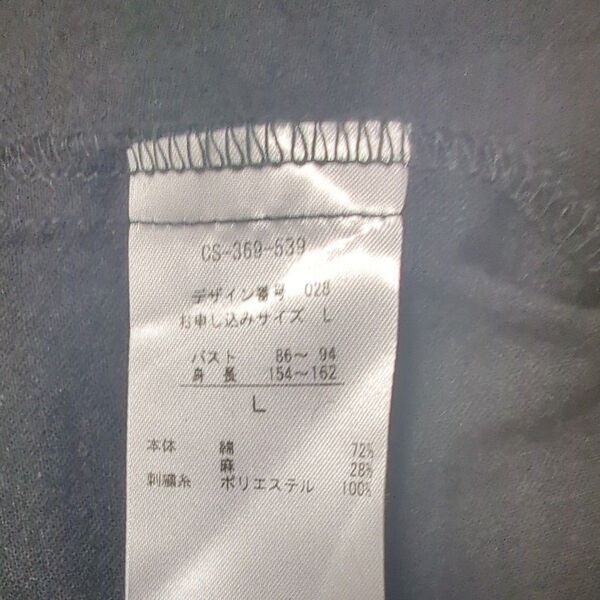 CS-369-539
デザイン番号 028
お申し込みサイズ L
バスト 86～ 94
身長 154～162
L
本体 綿 72%
麻 28%
刺繍糸 ポリエステル 100%